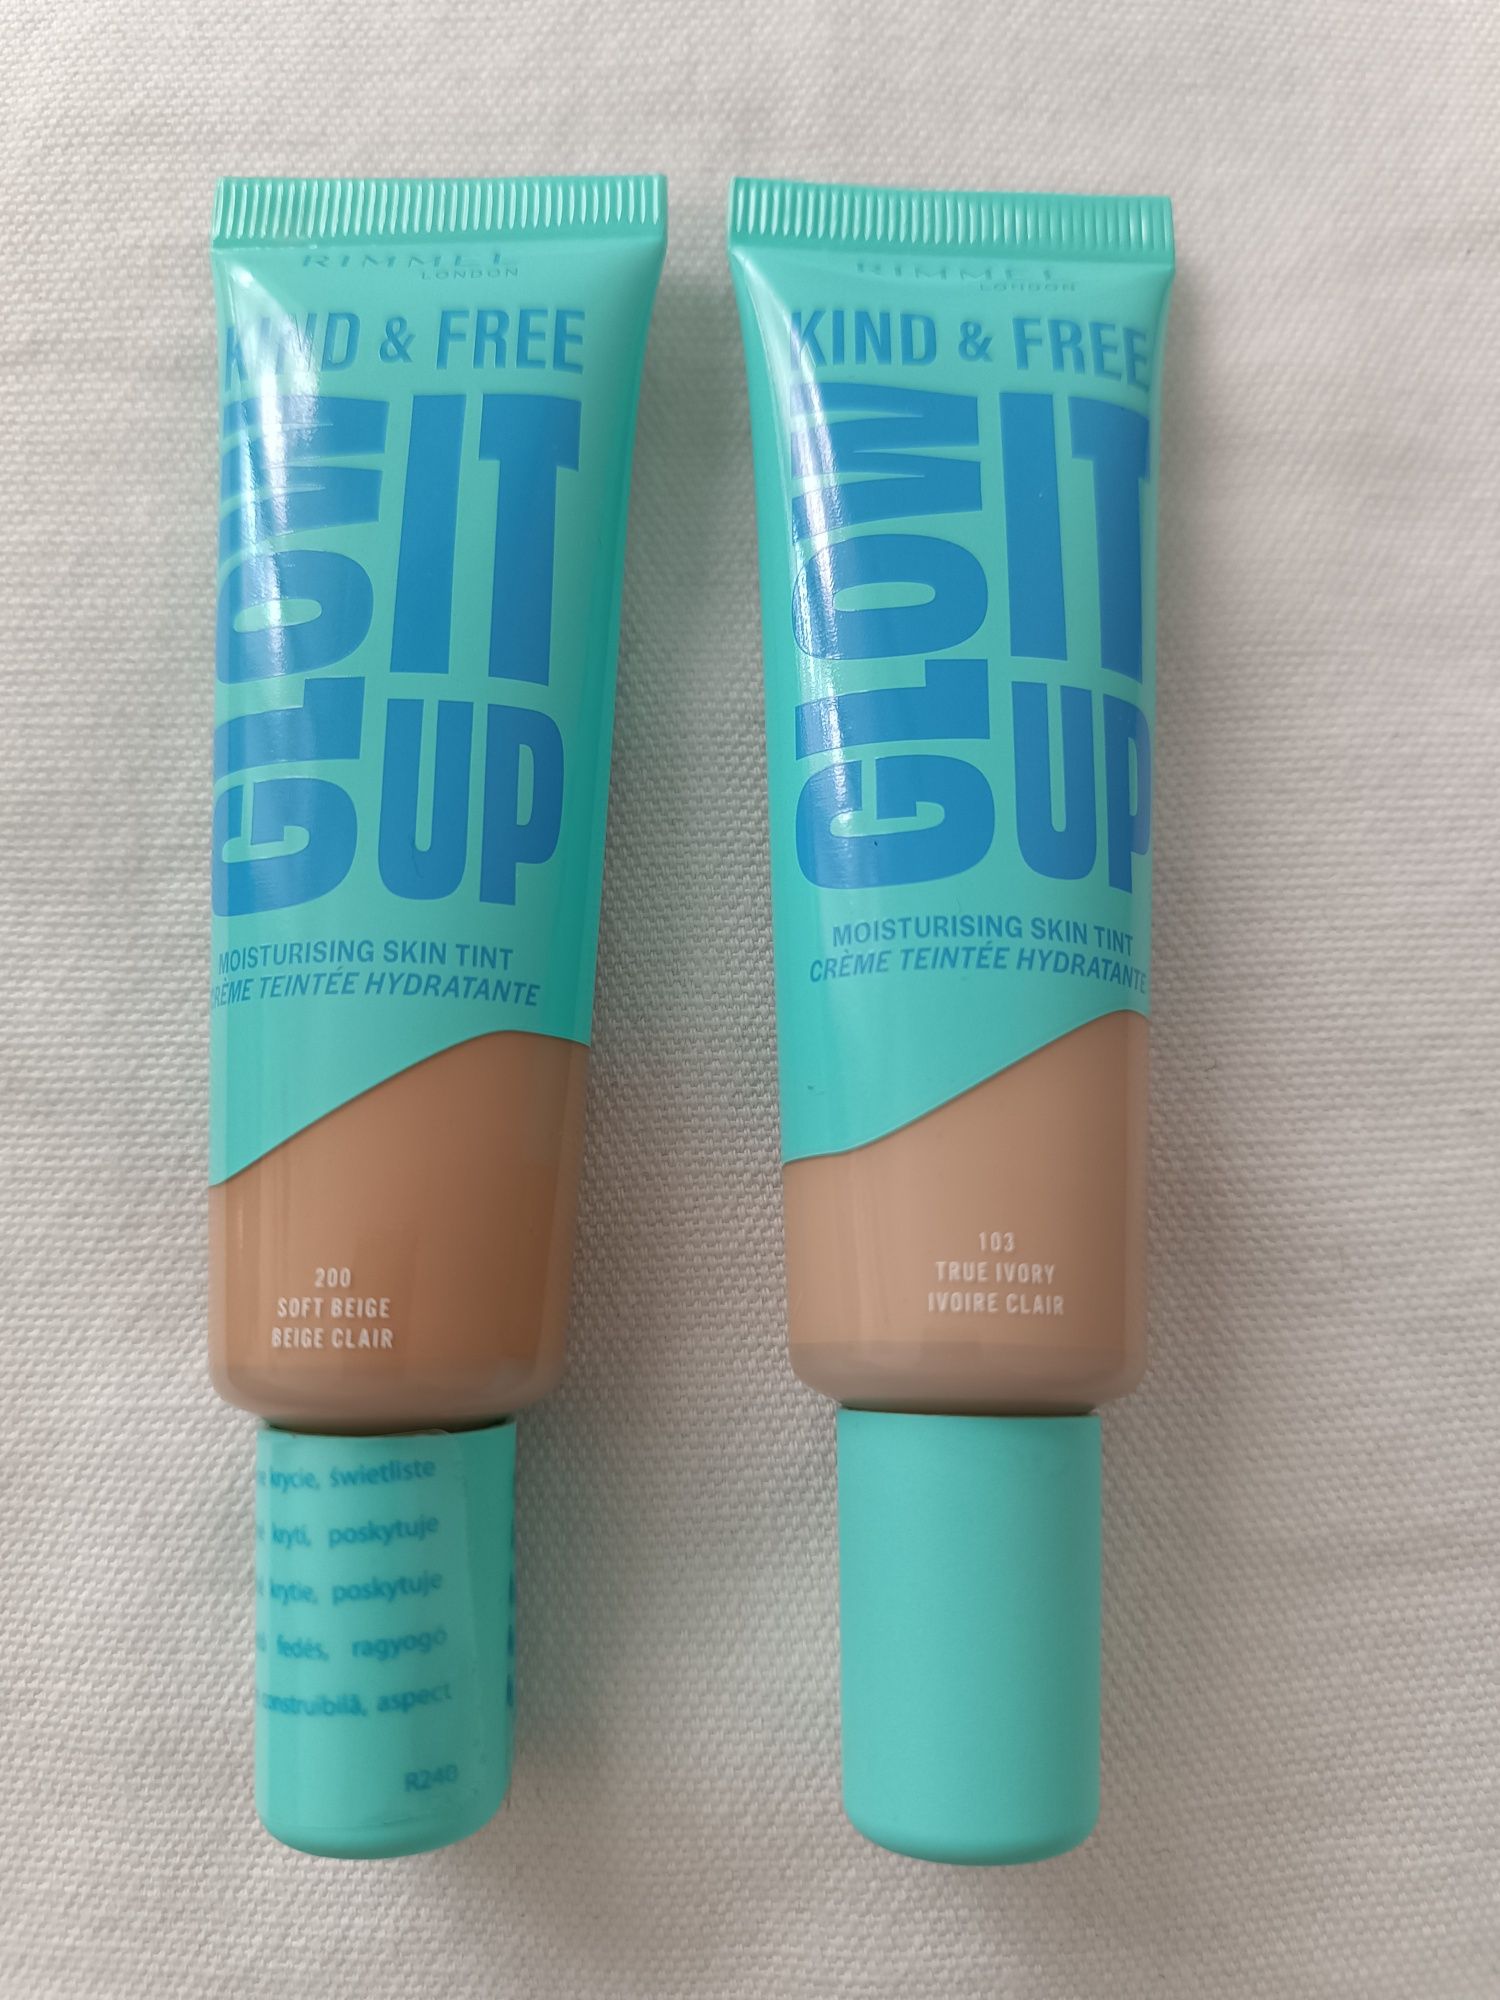 RIMMEL
LONDON
KIND & FREE
GLOW
IT
UP
MOISTURISING SKIN TINT
CRÈME TEINTÉE HYDRATANTE
200
SOFT BEIGE
BEIGE CLAIR
krycie, świetliste
krytí, poskytuje
krytie, poskytuje
fedés, ragyogó
construibilă, aspect
RIMMEL
LONDON
KIND & FREE
GLOW
IT
UP
MOISTURISING SKIN TINT
CRÈME TEINTÉE HYDRATANTE
103
TRUE IVORY
IVOIRE CLAIR